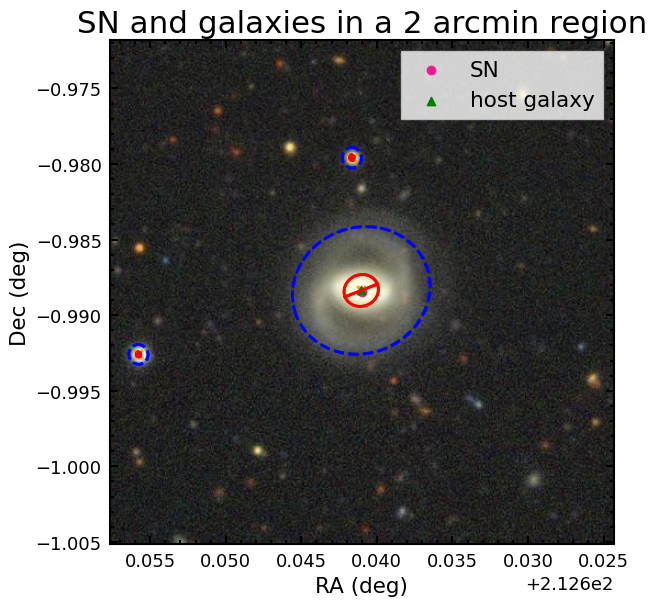 SN and galaxies in a 2 arcmin region
SN
host galaxy
Dec (deg)
−0.975
−0.980
−0.985
−0.990
−0.995
−1.000
−1.005
0.055 0.050 0.045 0.040 0.035 0.030 0.025
RA (deg)
+2.126e2